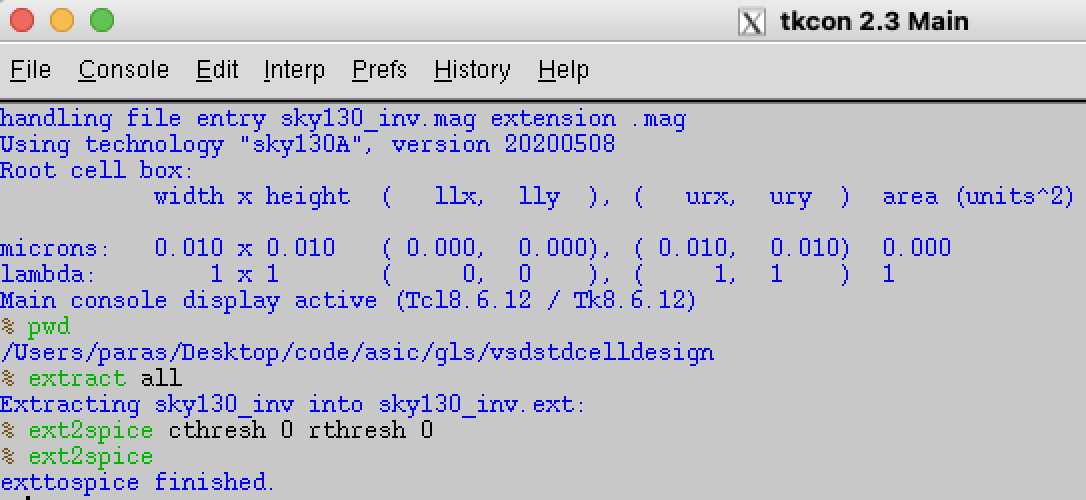 tkcon 2.3 Main
File Console Edit Interp Prefs History Help
handling file entry sky130_inv.mag extension .mag
Using technology "sky130A", version 20200508
Root cell box:
width x height ( llx, lly ), ( urx, ury ) area (units^2)
microns: 0.010 x 0.010 ( 0.000, 0.000), ( 0.010, 0.010) 0.000
lambda: 1 x 1 ( 0, 0 ), ( 1, 1 ) 1
Main console display active (Tcl8.6.12 / Tk8.6.12)
% pwd
/Users/paras/Desktop/code/asic/gls/vsdstdcelldesign
% extract all
Extracting sky130_inv into sky130_inv.ext:
% ext2spice cthresh 0 rthresh 0
% ext2spice
exttospice finished.